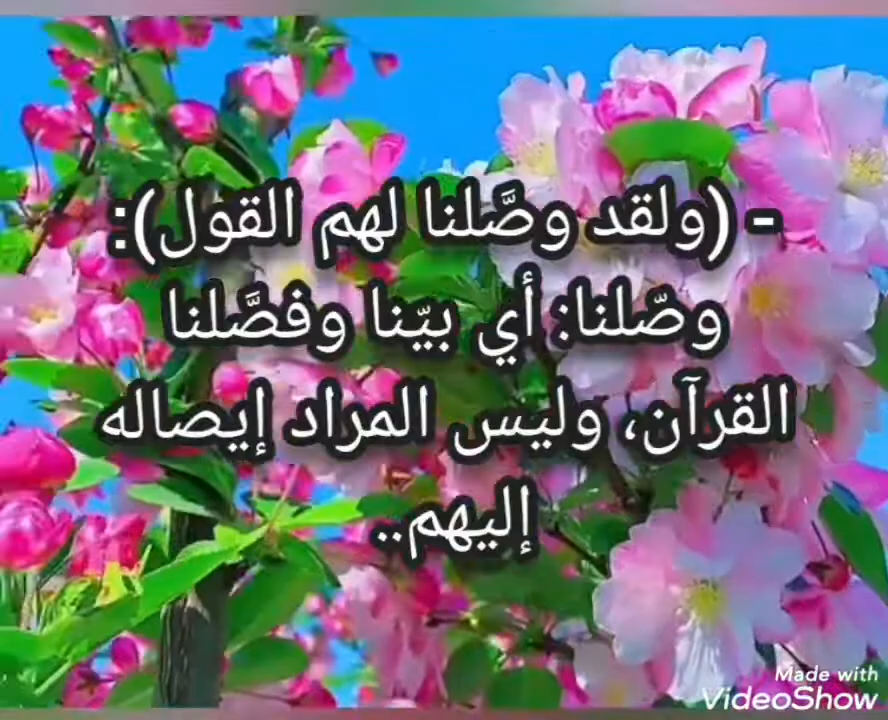 - (ولقد وصَّلنا لهم القول):
وصّلنا: أي بيّنا وفصَّلنا
القرآن، وليس المراد إيصاله
إليهم..
Made with
VideoShow